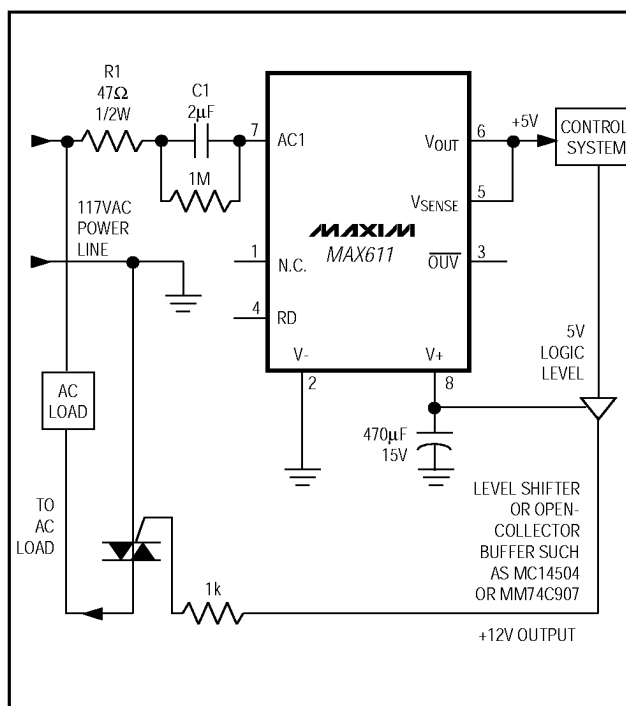 R1
47Ω
1/2W
C1
2μF
1M
7
AC1
VOUT
6
+5V
CONTROL
SYSTEM
VSENSE
5
117VAC
POWER
LINE
MAXIM
MAX611
1
N.C.
OUV
3
4
RD
V-
V+
2
8
5V
LOGIC
LEVEL
AC
LOAD
470μF
15V
TO
AC
LOAD
LEVEL SHIFTER
OR OPEN-
COLLECTOR
BUFFER SUCH
AS MC14504
OR MM74C907
1k
+12V OUTPUT